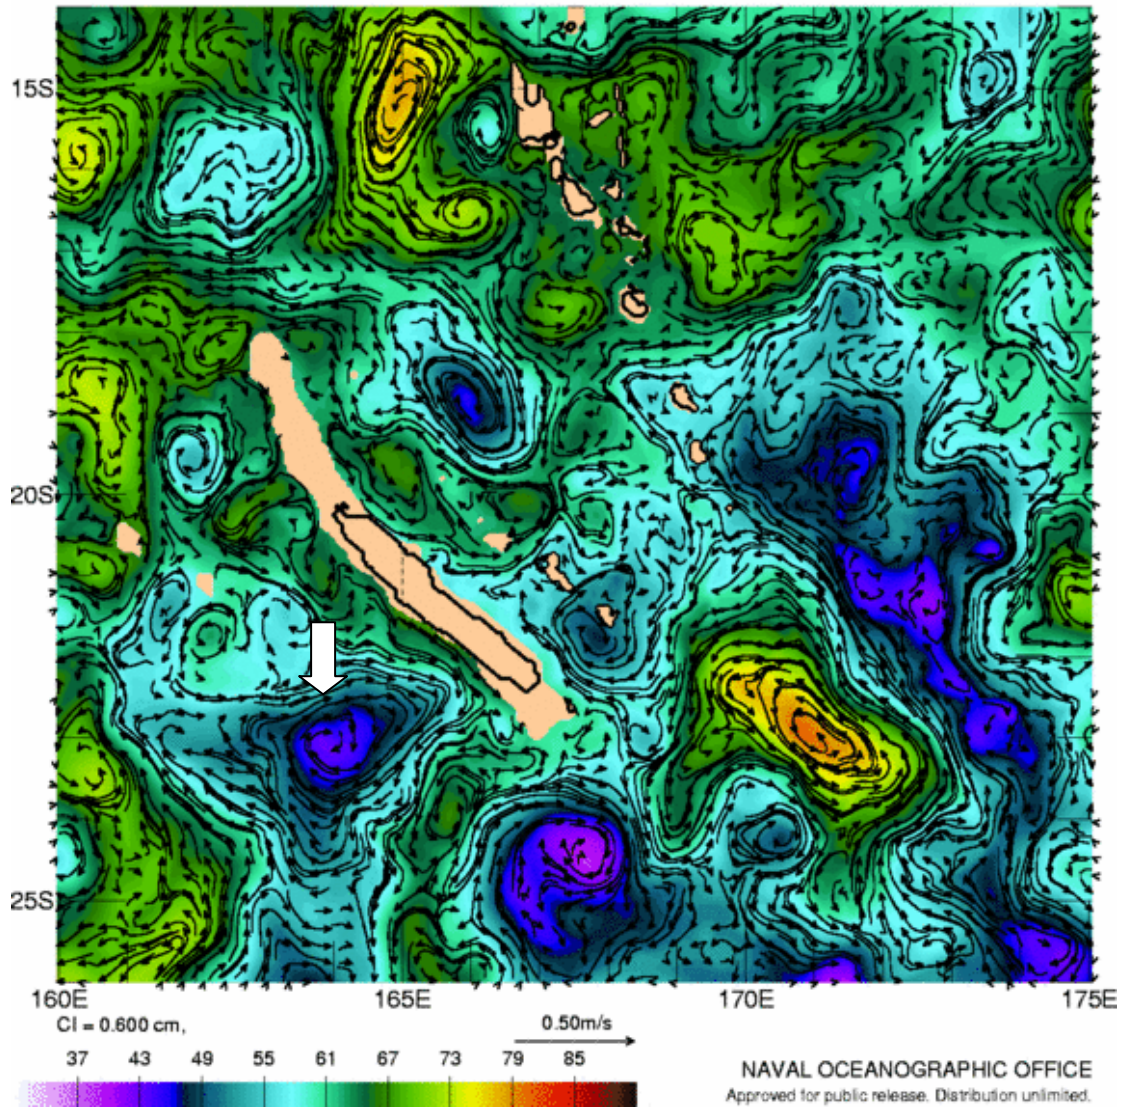 15S
20S
25S
160E 165E 170E 175E
CI = 0.600 cm, 0.50m/s
37 43 49 55 61 67 73 79 85
NAVAL OCEANOGRAPHIC OFFICE
Approved for public release. Distribution unlimited.